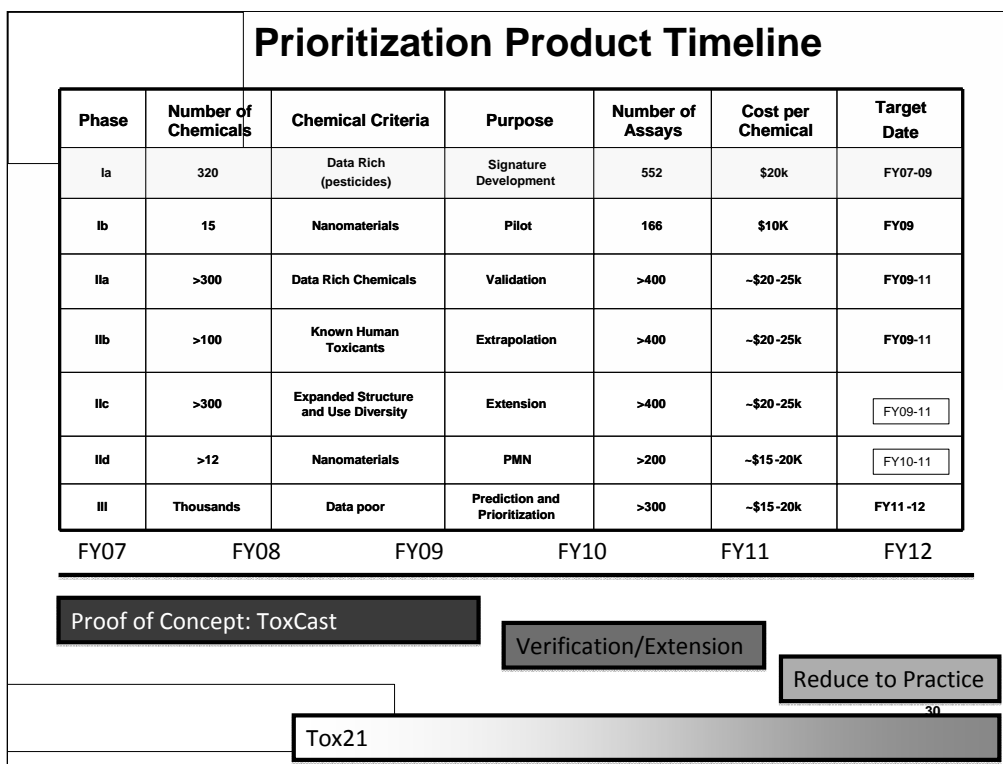 Prioritization Product Timeline
Phase Number of Chemicals Chemical Criteria Purpose Number of Assays Cost per Chemical Target Date
Ia 320 Data Rich (pesticides) Signature Development 552 $20k FY07-09
Ib 15 Nanomaterials Pilot 166 $10K FY09
IIa >300 Data Rich Chemicals Validation >400 ~$20-25k FY09-11
IIb >100 Known Human Toxicants Extrapolation >400 ~$20-25k FY09-11
IIc >300 Expanded Structure and Use Diversity Extension >400 ~$20-25k FY09-11
IId >12 Nanomaterials PMN >200 ~$15-20K FY10-11
III Thousands Data poor Prediction and Prioritization >300 ~$15-20k FY11-12
FY07 FY08 FY09 FY10 FY11 FY12
Proof of Concept: ToxCast
Verification/Extension
Reduce to Practice
30
Tox21